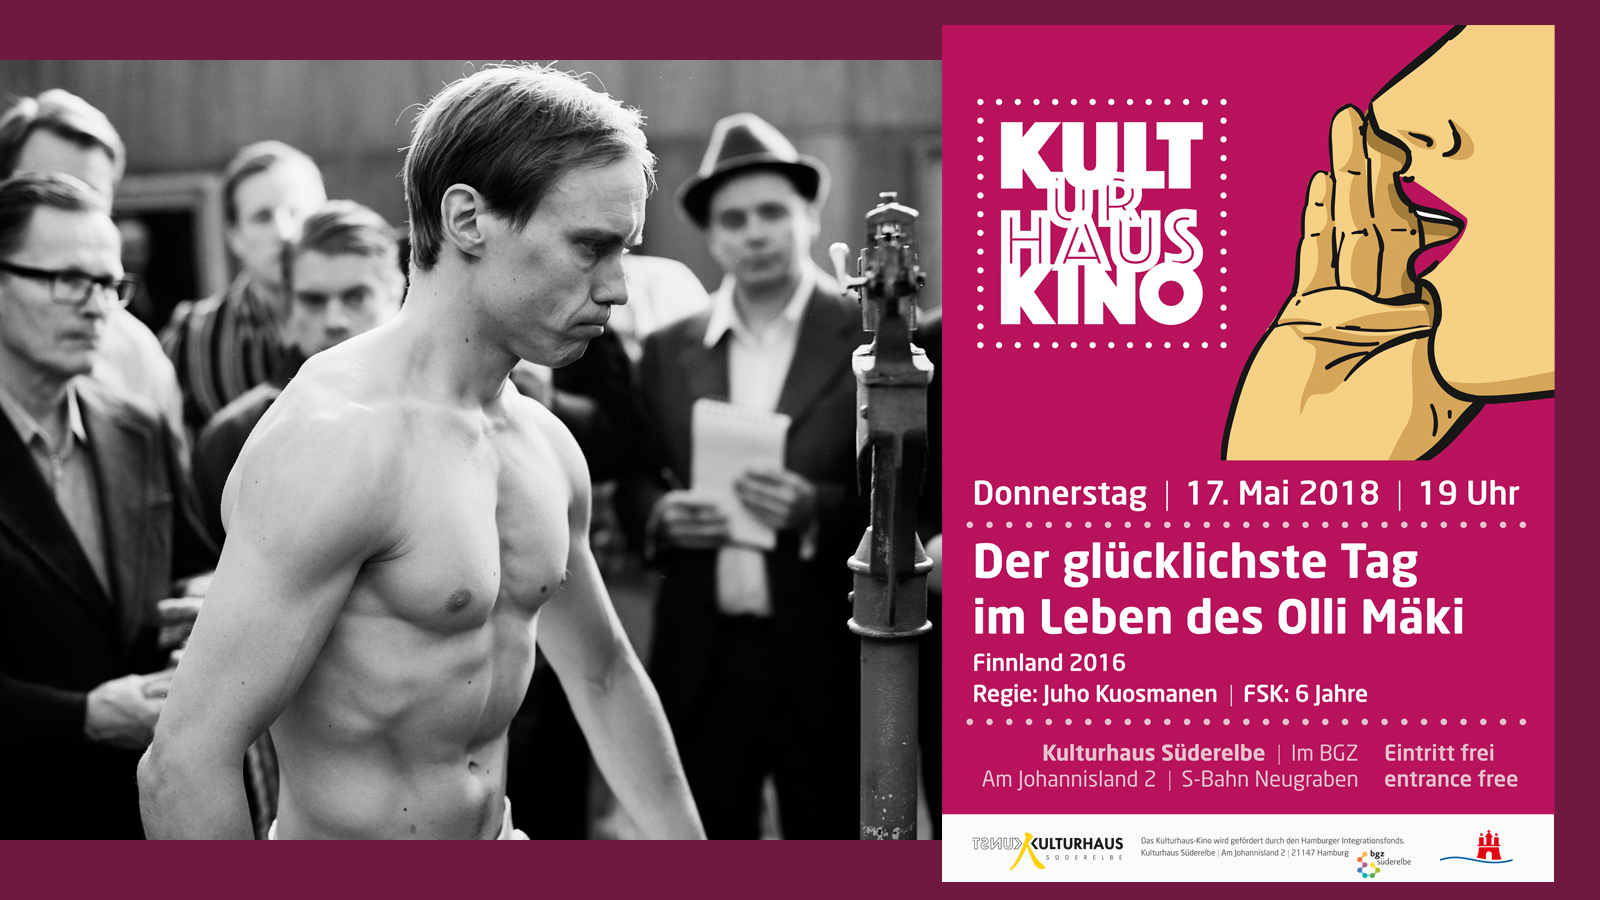 KULT
UR
HAUS
KINO
Donnerstag | 17. Mai 2018 | 19 Uhr
Der glücklichste Tag
im Leben des Olli Mäki
Finnland 2016
Regie: Juho Kuosmanen | FSK: 6 Jahre
Kulturhaus Süderelbe | Im BGZ
Am Johannisland 2 | S-Bahn Neugraben
Eintritt frei
entrance free
KUNST KULTURHAUS
SÜDERELBE
Das Kulturhaus-Kino wird gefördert durch den Hamburger Integrationsfonds.
Kulturhaus Süderelbe | Am Johannisland 2 | 21147 Hamburg
bgz
süderelbe